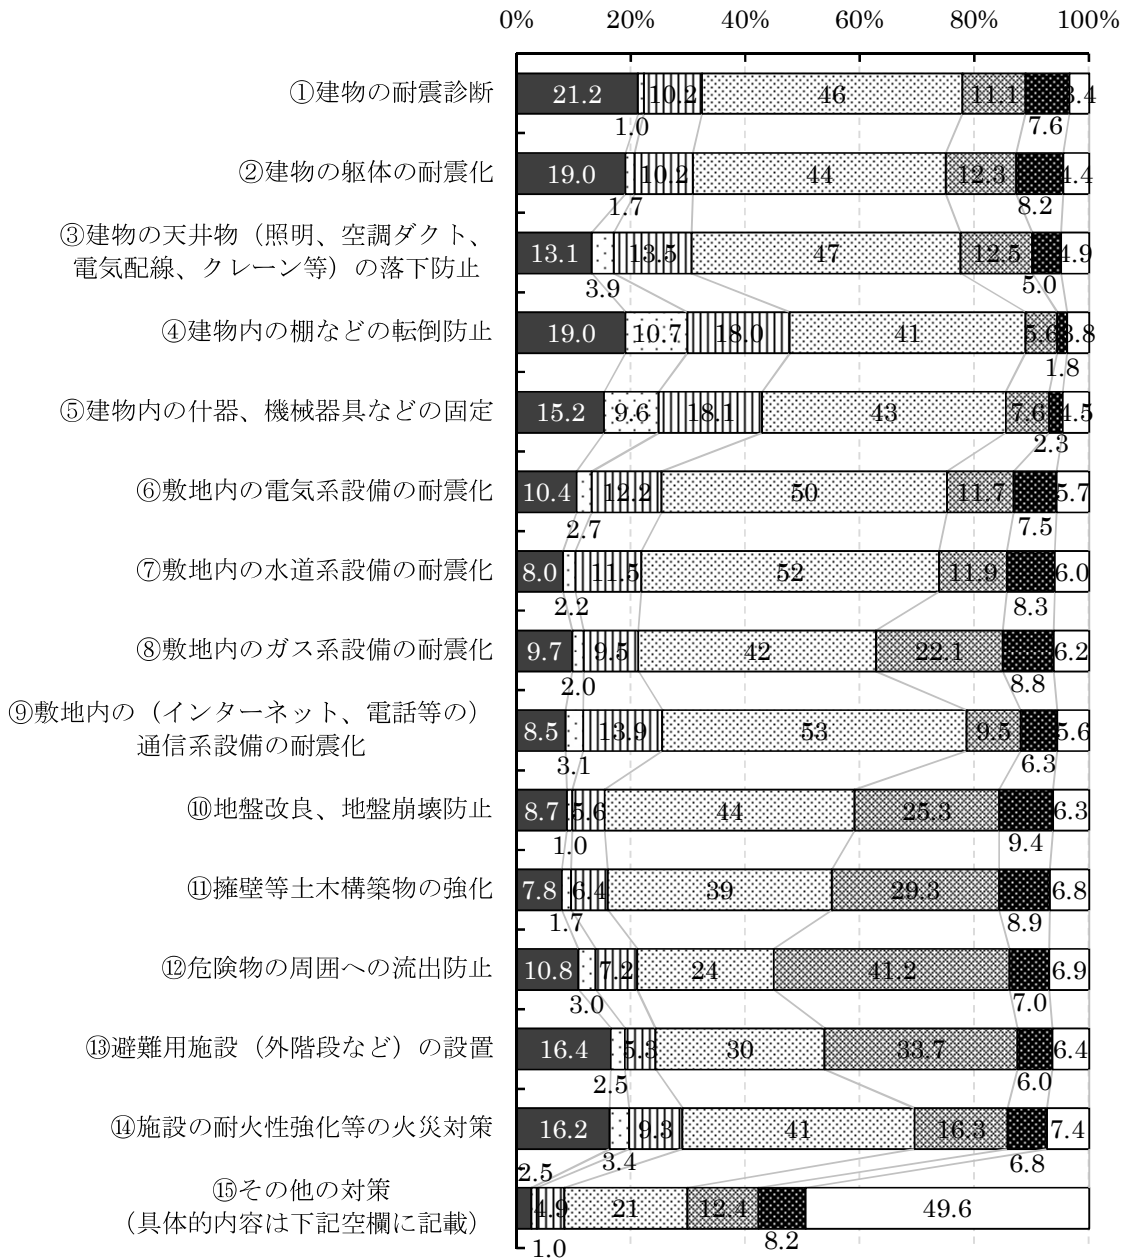 0% 20% 40% 60% 80% 100%
①建物の耐震診断 21.2 10.2 46 11.1 3.4
1.0 7.6
②建物の躯体の耐震化 19.0 10.2 44 12.3 4.4
1.7 8.2
③建物の天井物（照明、空調ダクト、
電気配線、クレーン等）の落下防止
13.1 13.5 47 12.5 4.9
3.9 5.0
④建物内の棚などの転倒防止 19.0 10.7 18.0 41 5.6 3.8
1.8
⑤建物内の什器、機械器具などの固定 15.2 9.6 18.1 43 7.6 4.5
2.3
⑥敷地内の電気系設備の耐震化 10.4 12.2 50 11.7 5.7
2.7 7.5
⑦敷地内の水道系設備の耐震化 8.0 11.5 52 11.9 6.0
2.2 8.3
⑧敷地内のガス系設備の耐震化 9.7 9.5 42 22.1 6.2
2.0 8.8
⑨敷地内の（インターネット、電話等の）
通信系設備の耐震化
8.5 13.9 53 9.5 5.6
3.1 6.3
⑩地盤改良、地盤崩壊防止 8.7 5.6 44 25.3 6.3
1.0 9.4
⑪擁壁等土木構築物の強化 7.8 6.4 39 29.3 6.8
1.7 8.9
⑫危険物の周囲への流出防止 10.8 7.2 24 41.2 6.9
3.0 7.0
⑬避難用施設（外階段など）の設置 16.4 5.3 30 33.7 6.4
2.5 6.0
⑭施設の耐火性強化等の火災対策 16.2 9.3 41 16.3 7.4
3.4 6.8
⑮その他の対策
（具体的内容は下記空欄に記載）
2.5
4.9 21 12.4 49.6
1.0 8.2